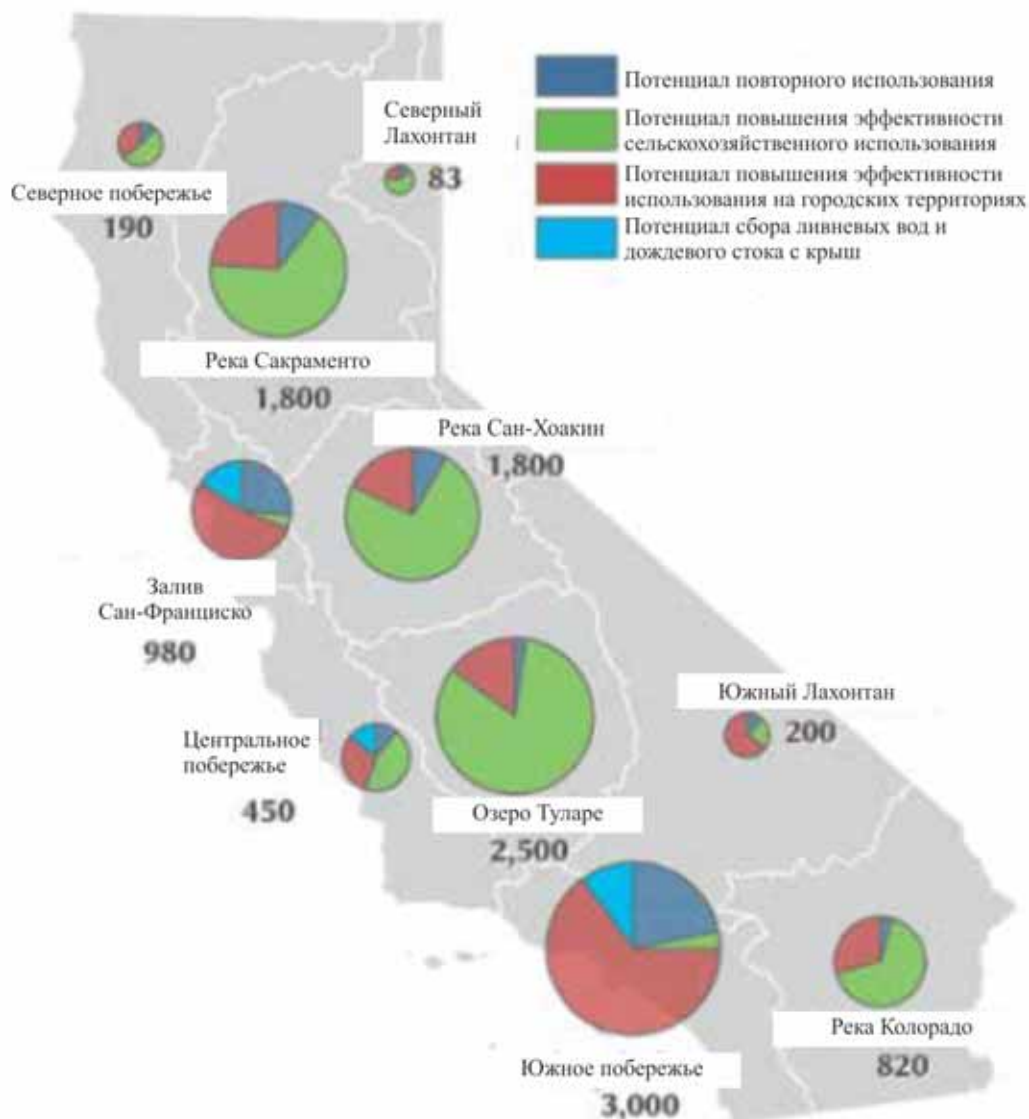 Потенциал повторного использования
Потенциал повышения эффективности
сельскохозяйственного использования
Потенциал повышения эффективности
использования на городских территориях
Потенциал сбора ливневых вод и
дождевого стока с крыш
Северный
Лахонтан
83
Северное побережье
190
Река Сакраменто
1,800
Река Сан-Хоакин
1,800
Залив
Сан-Франциско
980
Южный Лахонтан
200
Центральное
побережье
450
Озеро Туларе
2,500
Река Колорадо
820
Южное побережье
3,000